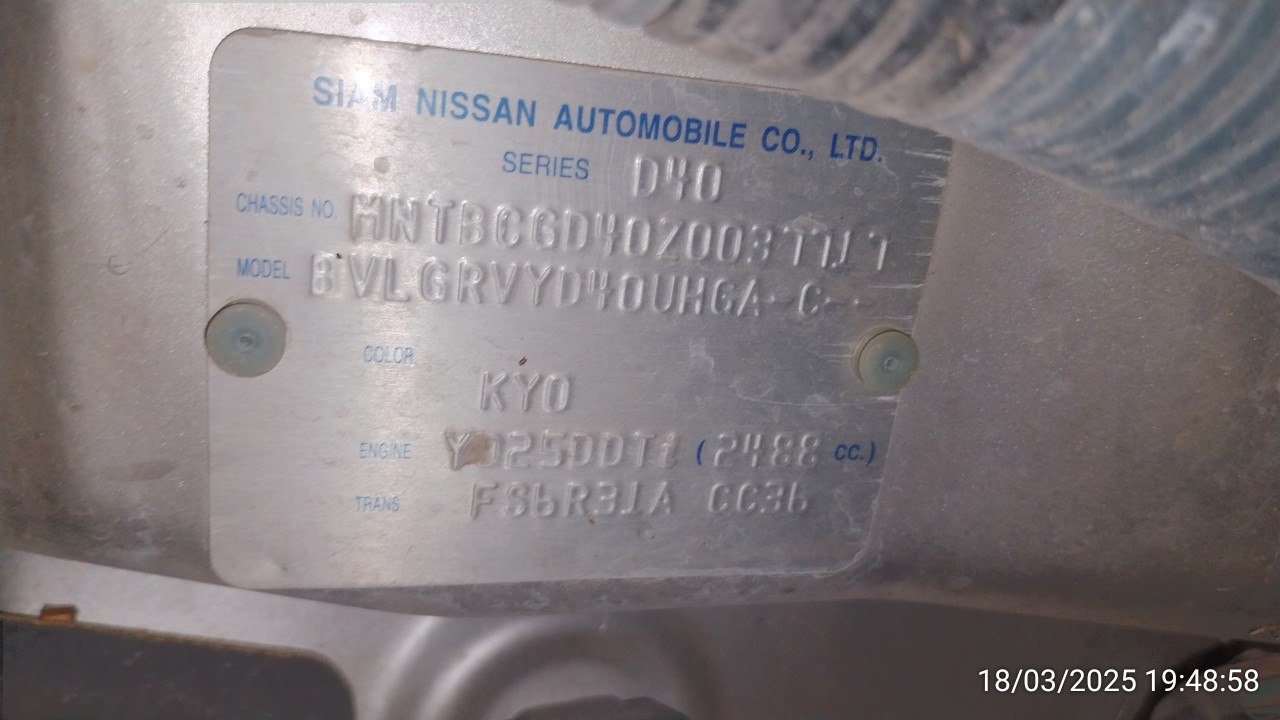 SIAM NISSAN AUTOMOBILE CO., LTD.
SERIES D40
CHASSIS NO. MNTBCGD40Z0037717
MODEL BVLGRVYD40UHGA--C--
COLOR
KY0
ENGINE YD25DDTi (2488 CC.)
TRANS. FS6R31A CC36
18/03/2025 19:48:58